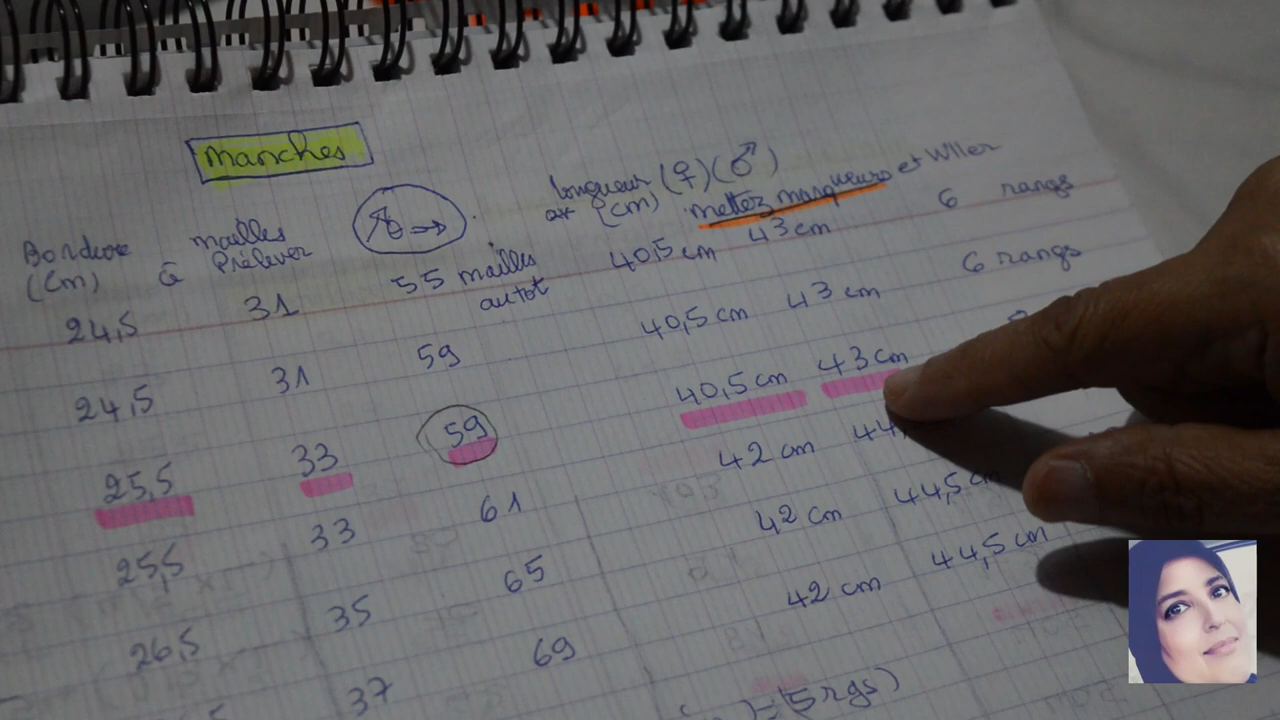 Manches
Bordure (cm) à mailles Prélever longueur (♀) (♂) (cm) mettez marqueurs et
24,5 31 55 mailles autot 40,5 cm 43 cm 6 rangs
24,5 31 59 40,5 cm 43 cm 6 rangs
25,5 33 59 40,5 cm 43 cm
25,5 33 61 42 cm 44,
26,5 35 65 42 cm 44,5 cm
37 69 42 cm 44,5 cm
(5 rgs)